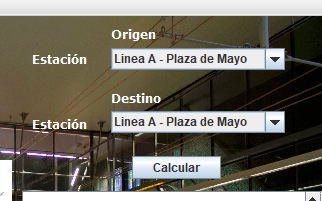 Origen
Estación Linea A - Plaza de Mayo
Destino
Estación Linea A - Plaza de Mayo
Calcular